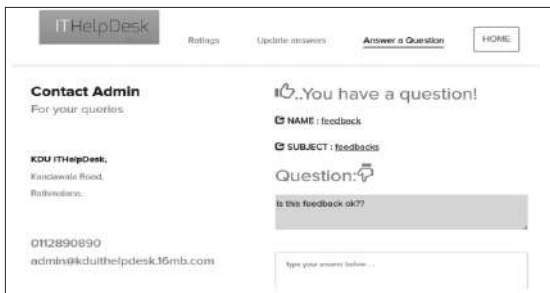 ITHelpDesk
Ratings
Update answers
Answer a Question
HOME
Contact Admin
For your queries
KDU ITHelpDesk,
Kandawala Road,
Rathmalana.
0112890890
admin@kduithelpdesk.16mb.com
..You have a question!
NAME : feedback
SUBJECT : feedbacks
Question:
Is this feedback ok??
Type your answer below ...